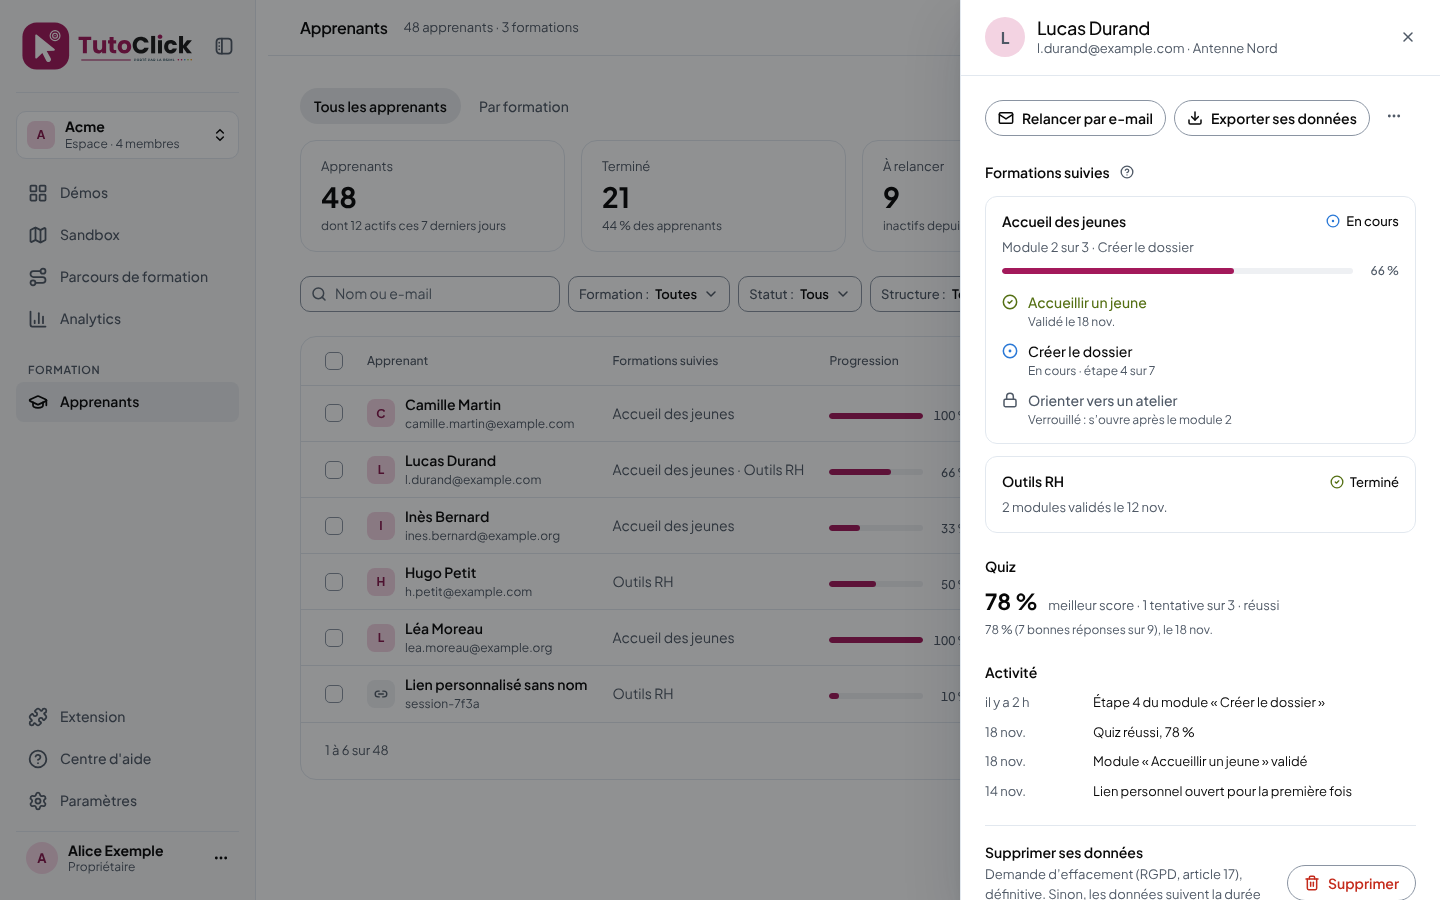 TutoClick
Acme
Espace · 4 membres
Démos
Sandbox
Parcours de formation
Analytics
FORMATION
Apprenants
Extension
Centre d'aide
Paramètres
Alice Exemple
Propriétaire
Apprenants 48 apprenants · 3 formations
Tous les apprenants Par formation
Apprenants
48
dont 12 actifs ces 7 derniers jours
Terminé
21
44 % des apprenants
À relancer
9
inactifs depui
Nom ou e-mail Formation : Toutes Statut : Tous Structure :
Apprenant Formations suivies Progression
C Camille Martin
camille.martin@example.com
Accueil des jeunes 100
L Lucas Durand
l.durand@example.com
Accueil des jeunes · Outils RH 66
I Inès Bernard
ines.bernard@example.org
Accueil des jeunes 33
H Hugo Petit
h.petit@example.com
Outils RH 50
L Léa Moreau
lea.moreau@example.org
Accueil des jeunes 100
Lien personnalisé sans nom
session-7f3a
Outils RH 10
1 à 6 sur 48
L Lucas Durand
l.durand@example.com · Antenne Nord
Relancer par e-mail Exporter ses données
Formations suivies
Accueil des jeunes En cours
Module 2 sur 3 · Créer le dossier
66 %
Accueillir un jeune
Validé le 18 nov.
Créer le dossier
En cours · étape 4 sur 7
Orienter vers un atelier
Verrouillé : s'ouvre après le module 2
Outils RH Terminé
2 modules validés le 12 nov.
Quiz
78 % meilleur score · 1 tentative sur 3 · réussi
78 % (7 bonnes réponses sur 9), le 18 nov.
Activité
il y a 2 h Étape 4 du module « Créer le dossier »
18 nov. Quiz réussi, 78 %
18 nov. Module « Accueillir un jeune » validé
14 nov. Lien personnel ouvert pour la première fois
Supprimer ses données
Demande d'effacement (RGPD, article 17),
définitive. Sinon, les données suivent la durée
Supprimer